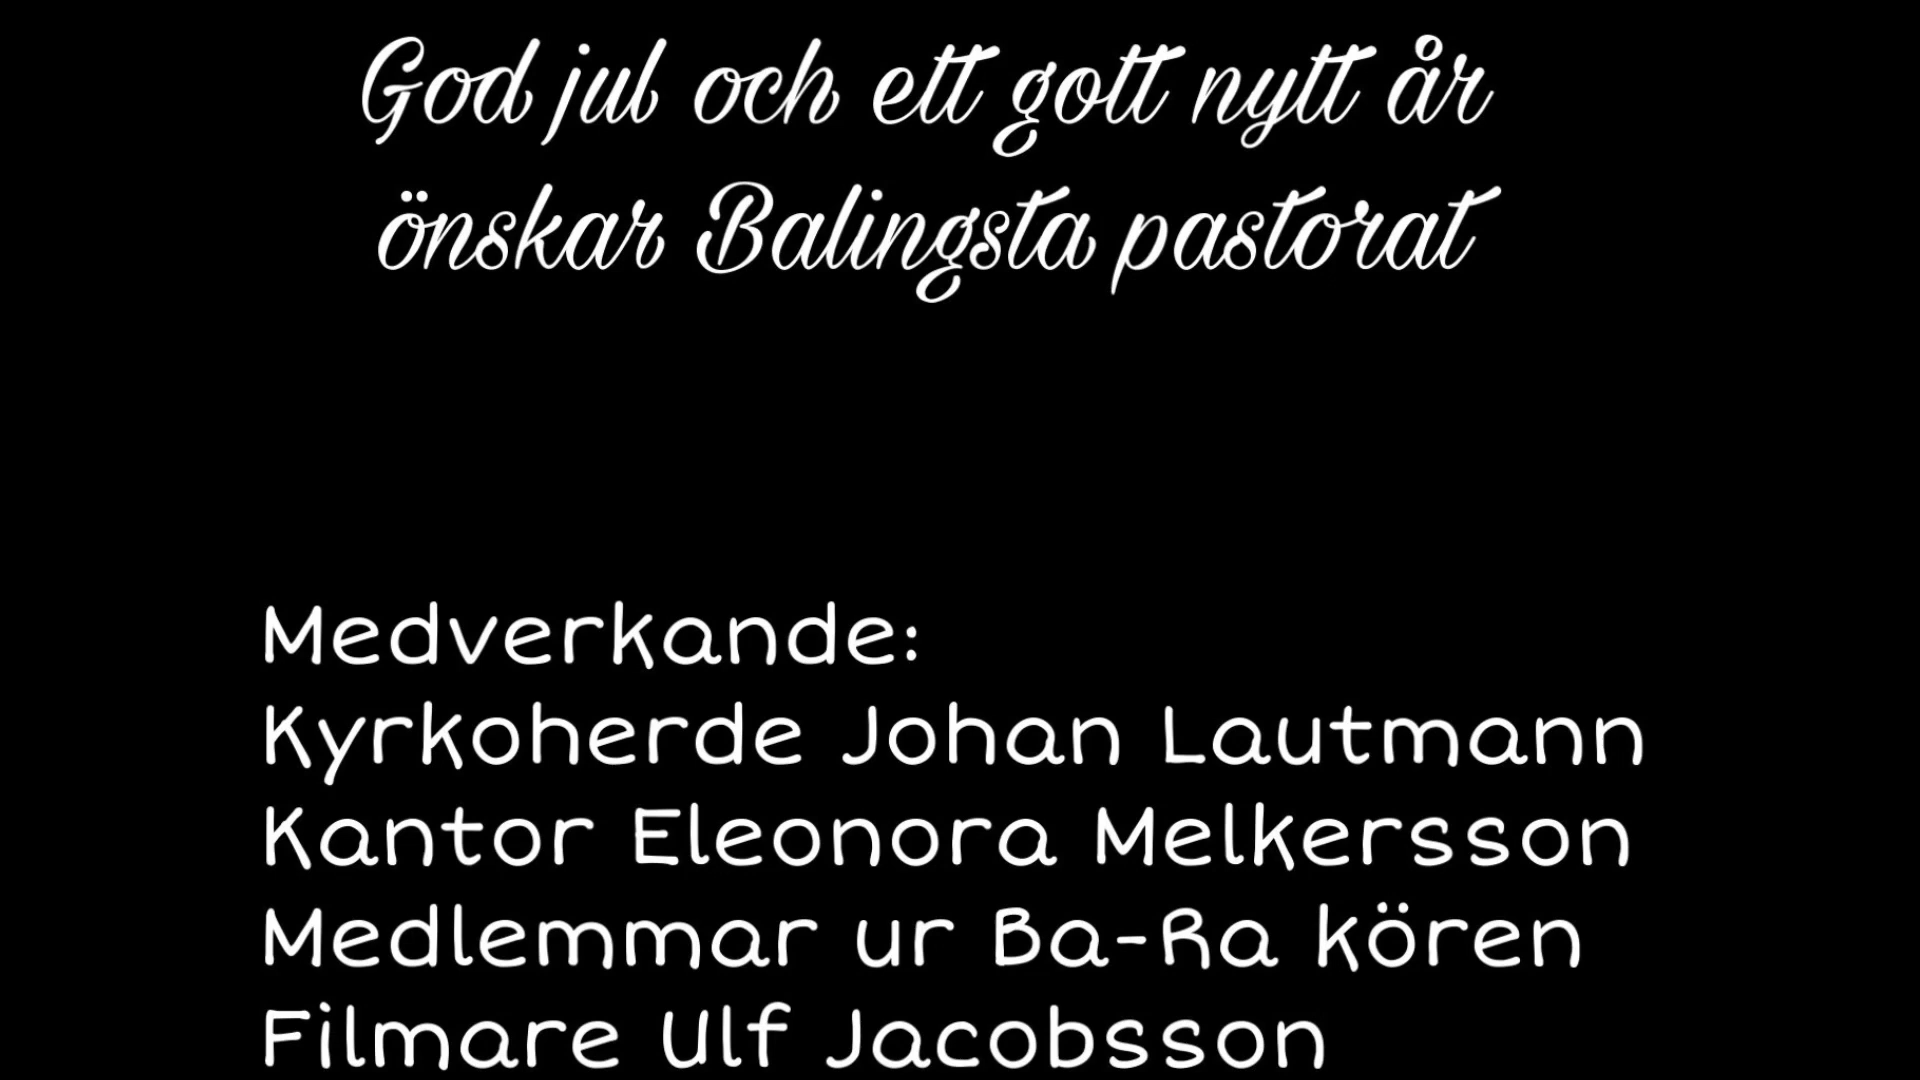 God jul och ett gott nytt år
önskar Balingsta pastorat
Medverkande:
Kyrkoherde Johan Lautmann
Kantor Eleonora Melkersson
Medlemmar ur Ba-Ra kören
Filmare Ulf Jacobsson